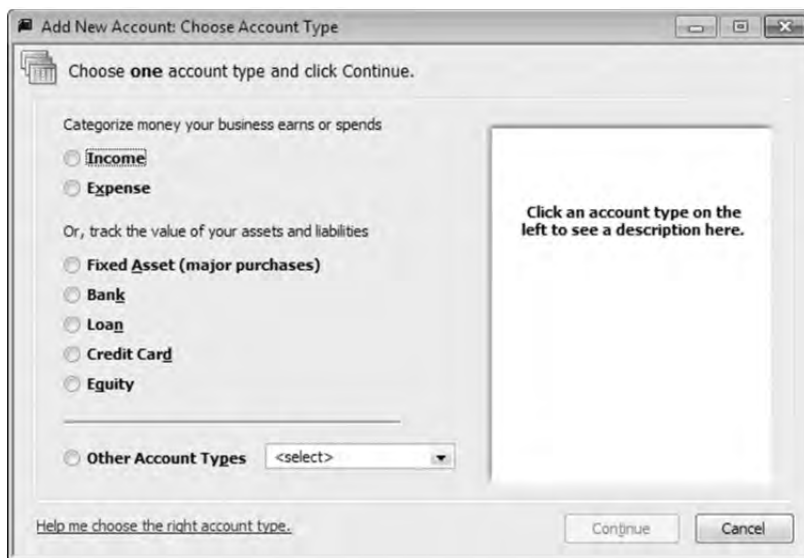 Add New Account: Choose Account Type
Choose one account type and click Continue.
Categorize money your business earns or spends
Income
Expense
Or, track the value of your assets and liabilities
Fixed Asset (major purchases)
Bank
Loan
Credit Card
Equity
Other Account Types <select>
Click an account type on the
left to see a description here.
Help me choose the right account type.
Continue Cancel